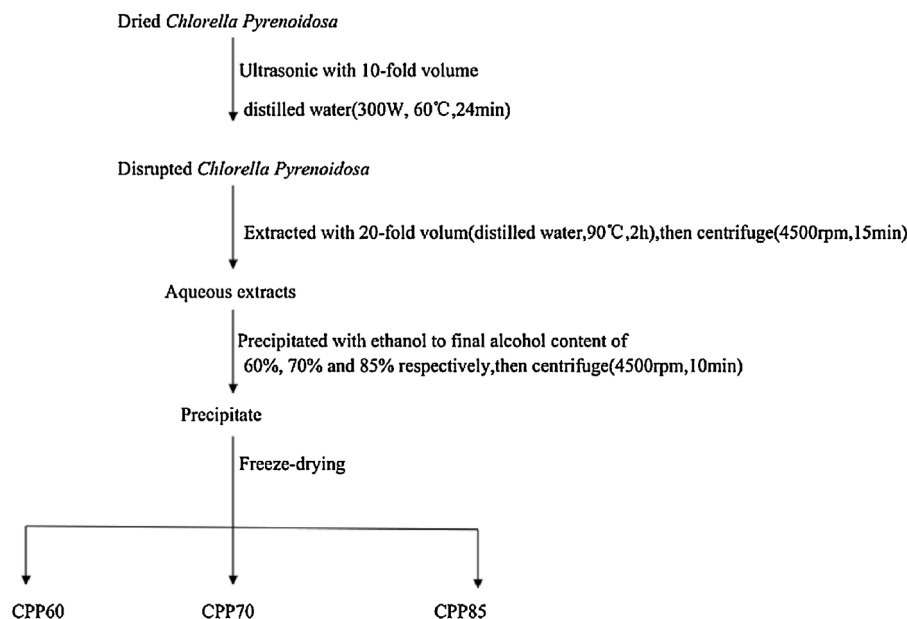 Dried Chlorella Pyrenoidosa
Ultrasonic with 10-fold volume
distilled water(300W, 60℃,24min)
Disrupted Chlorella Pyrenoidosa
Extracted with 20-fold volum(distilled water,90℃,2h),then centrifuge(4500rpm,15min)
Aqueous extracts
Precipitated with ethanol to final alcohol content of
60%, 70% and 85% respectively,then centrifuge(4500rpm,10min)
Precipitate
Freeze-drying
CPP60 CPP70 CPP85